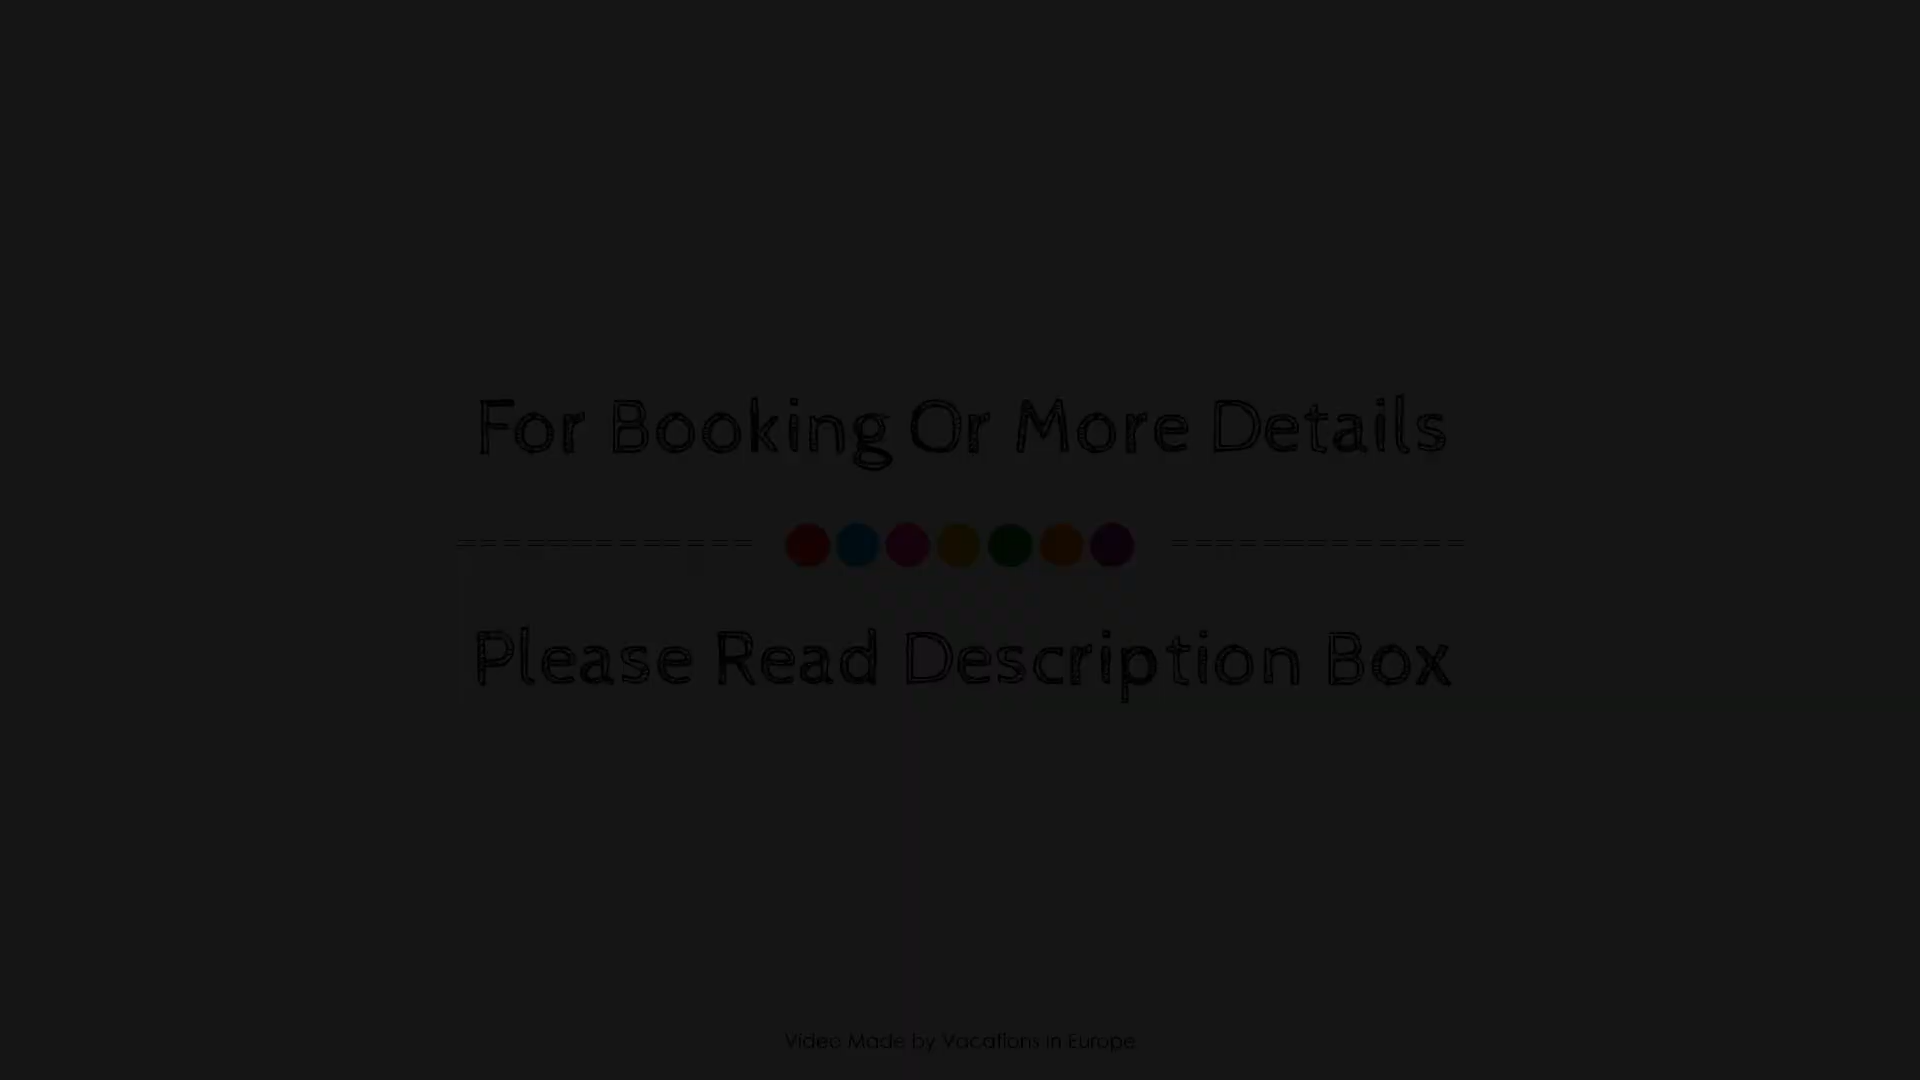 For Booking Or More Details
Please Read Description Box
Video Made by Vacations in Europe